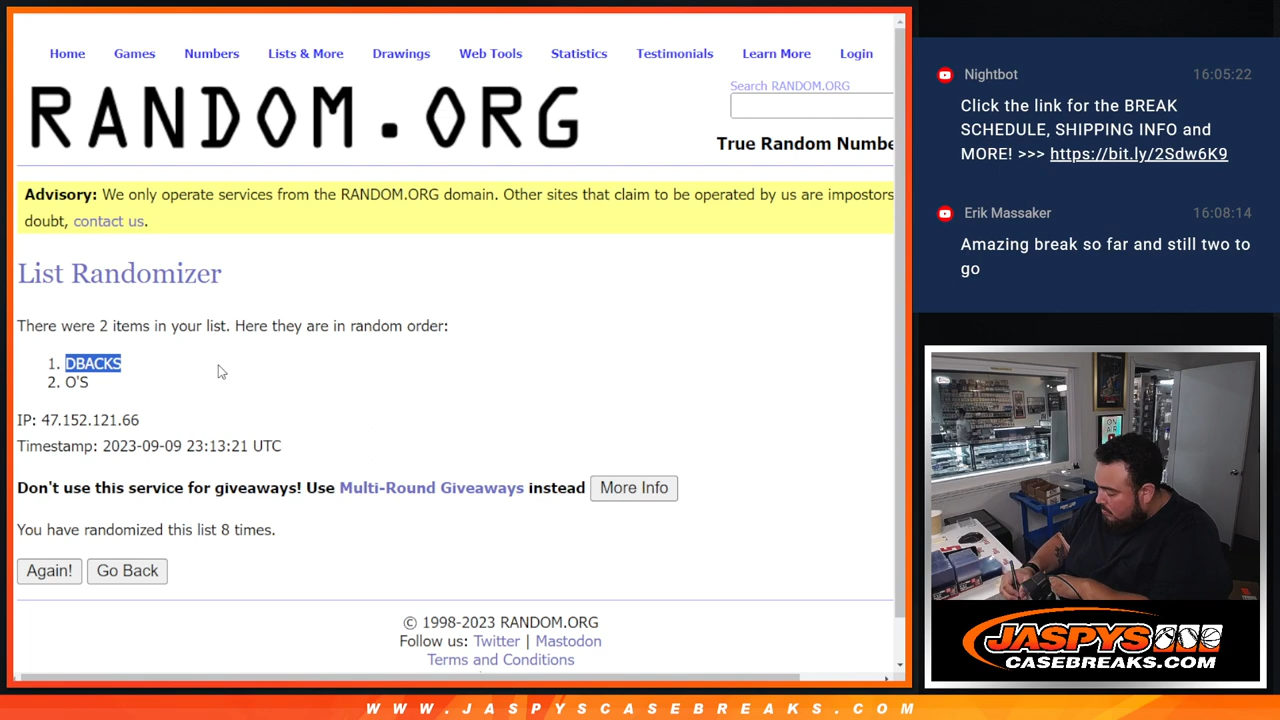 Home Games Numbers Lists & More Drawings Web Tools Statistics Testimonials Learn More Login
Search RANDOM.ORG
RANDOM.ORG
True Random Numbe
Advisory: We only operate services from the RANDOM.ORG domain. Other sites that claim to be operated by us are impostors
doubt, contact us.
List Randomizer
There were 2 items in your list. Here they are in random order:
1. DBACKS
2. O'S
IP: 47.152.121.66
Timestamp: 2023-09-09 23:13:21 UTC
Don't use this service for giveaways! Use Multi-Round Giveaways instead More Info
You have randomized this list 8 times.
Again! Go Back
© 1998-2023 RANDOM.ORG
Follow us: Twitter | Mastodon
Terms and Conditions
Nightbot 16:05:22
Click the link for the BREAK
SCHEDULE, SHIPPING INFO and
MORE! >>> https://bit.ly/2Sdw6K9
Erik Massaker 16:08:14
Amazing break so far and still two to
go
ON AIR
JASPYS
CASEBREAKS.COM
WWW.JASPYSCASEBREAKS.COM